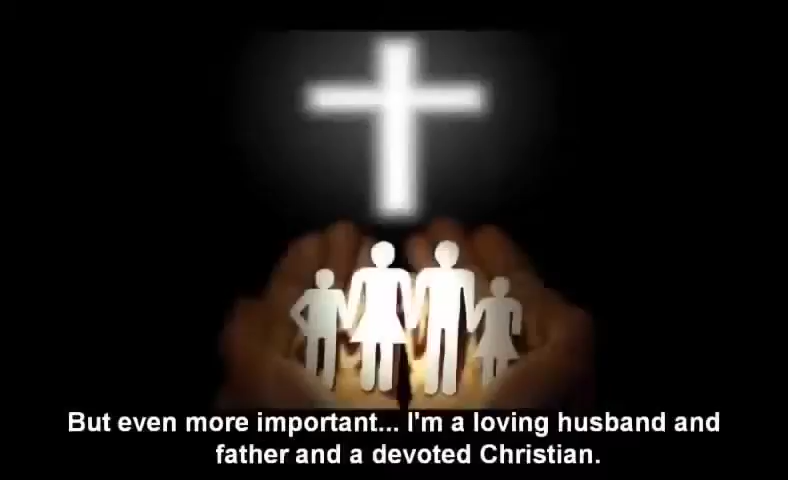 But even more important... I'm a loving husband and
father and a devoted Christian.